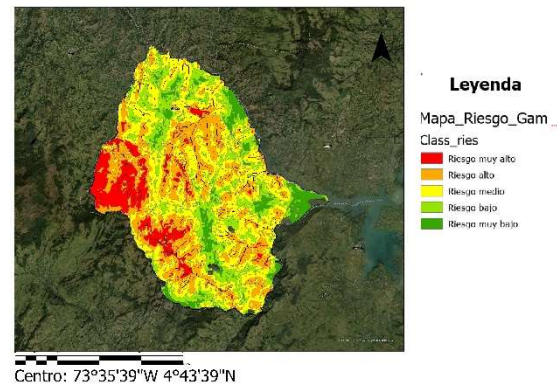 Leyenda
Mapa_Riesgo_Gam
Class_ries
Riesgo muy alto
Riesgo alto
Riesgo medio
Riesgo bajo
Riesgo muy bajo
Centro: 73°35'39"W 4°43'39"N